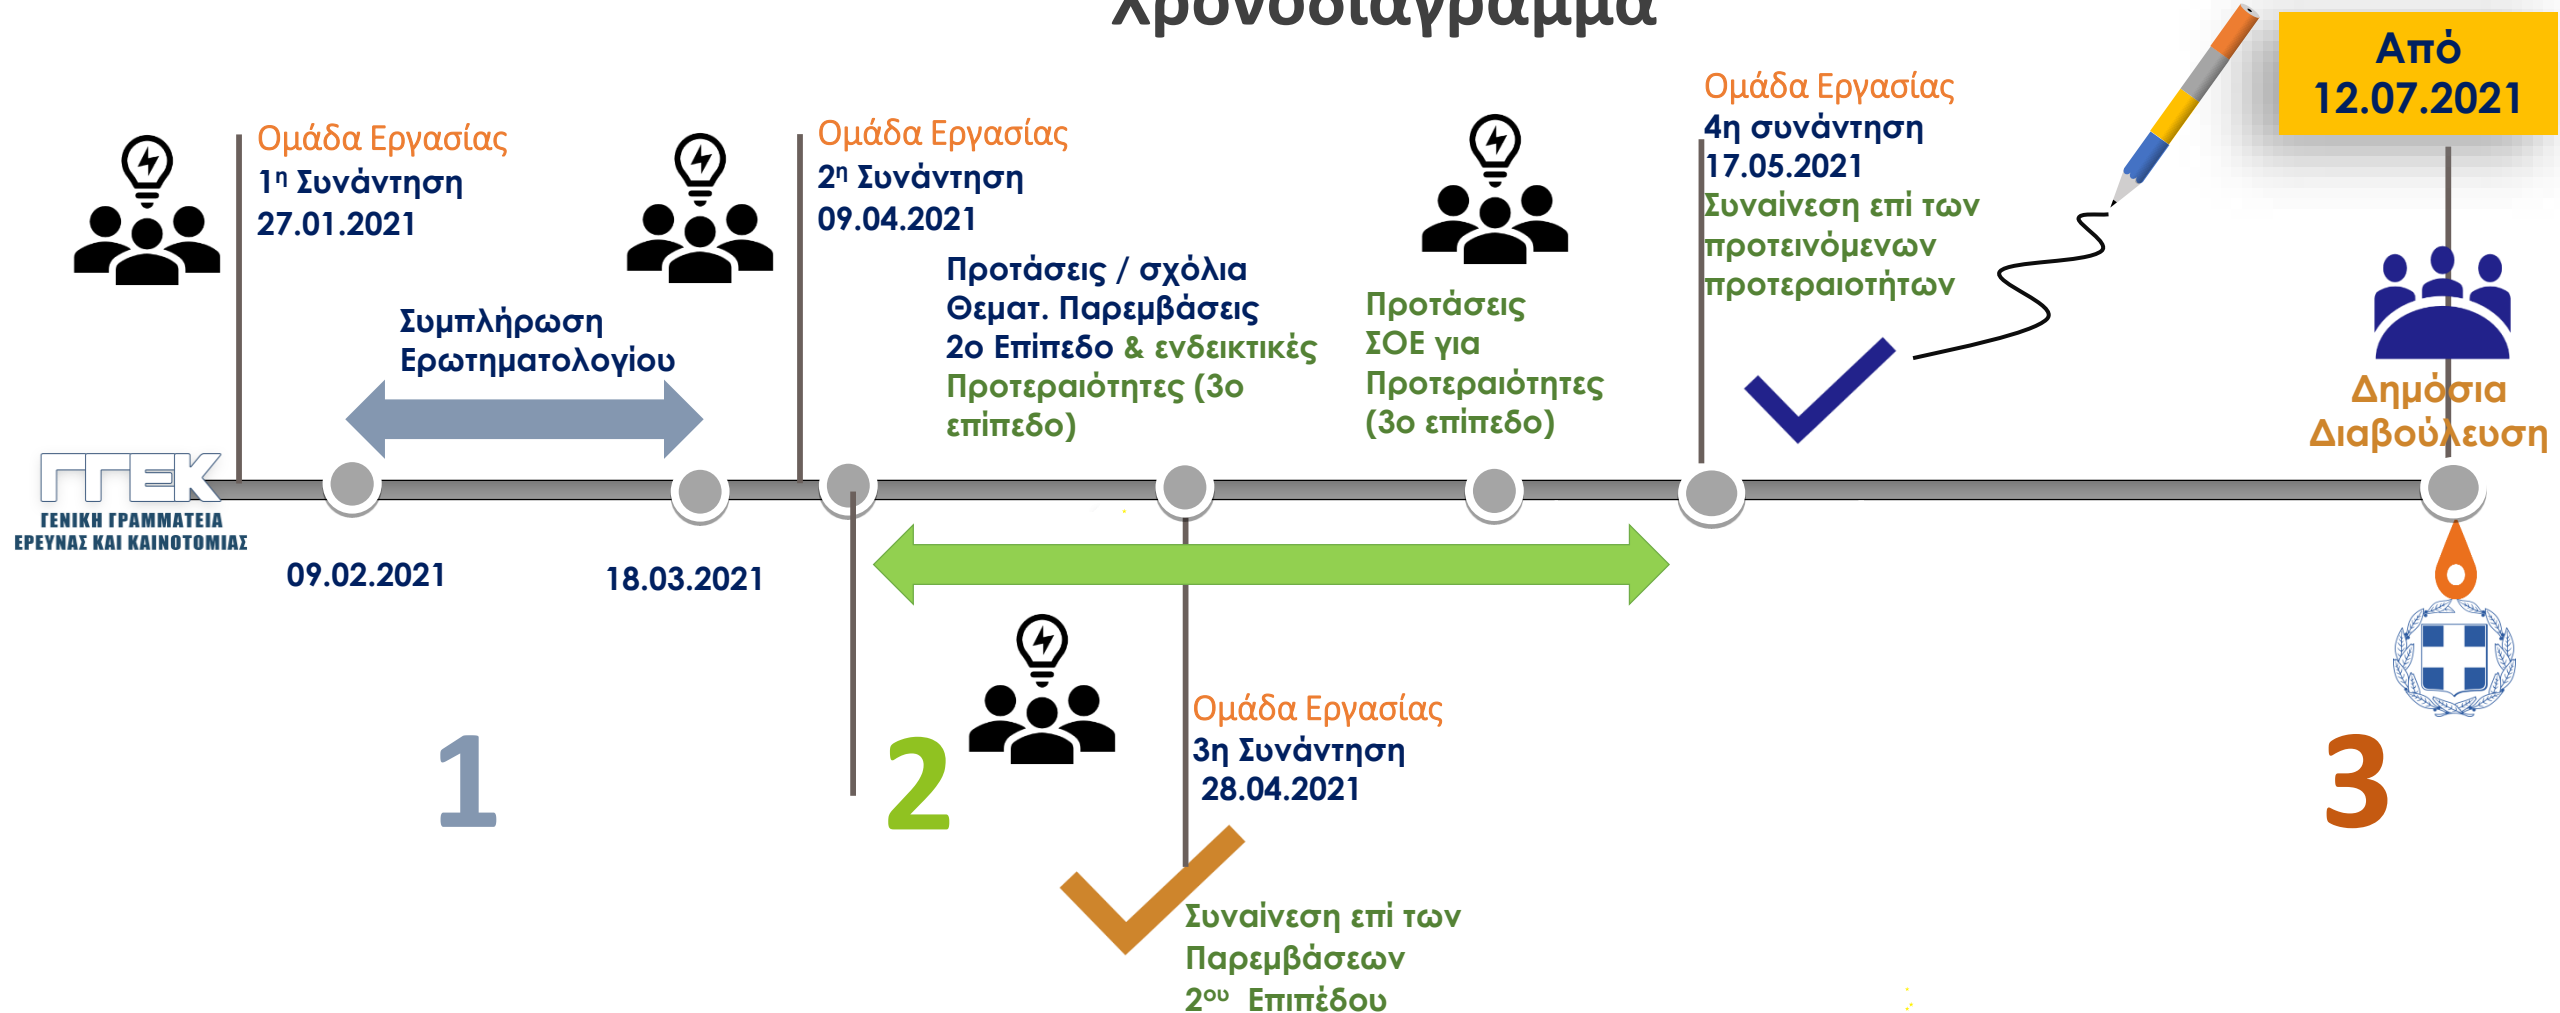 Χρονοδιάγραμμα
Από
12.07.2021
Ομάδα Εργασίας
1η Συνάντηση
27.01.2021
Ομάδα Εργασίας
2η Συνάντηση
09.04.2021
Ομάδα Εργασίας
4η συνάντηση
17.05.2021
Συναίνεση επί των
προτεινόμενων
προτεραιοτήτων
Συμπλήρωση
Ερωτηματολογίου
Προτάσεις / σχόλια
Θεματ. Παρεμβάσεις
2ο Επίπεδο & ενδεικτικές
Προτεραιότητες (3ο
επίπεδο)
Προτάσεις
ΣΟΕ για
Προτεραιότητες
(3ο επίπεδο)
Δημόσια
Διαβούλευση
ΓΓΕΚ
ΓΕΝΙΚΗ ΓΡΑΜΜΑΤΕΙΑ
ΕΡΕΥΝΑΣ ΚΑΙ ΚΑΙΝΟΤΟΜΙΑΣ
09.02.2021
18.03.2021
1
2
Ομάδα Εργασίας
3η Συνάντηση
28.04.2021
3
Συναίνεση επί των
Παρεμβάσεων
2ου Επιπέδου